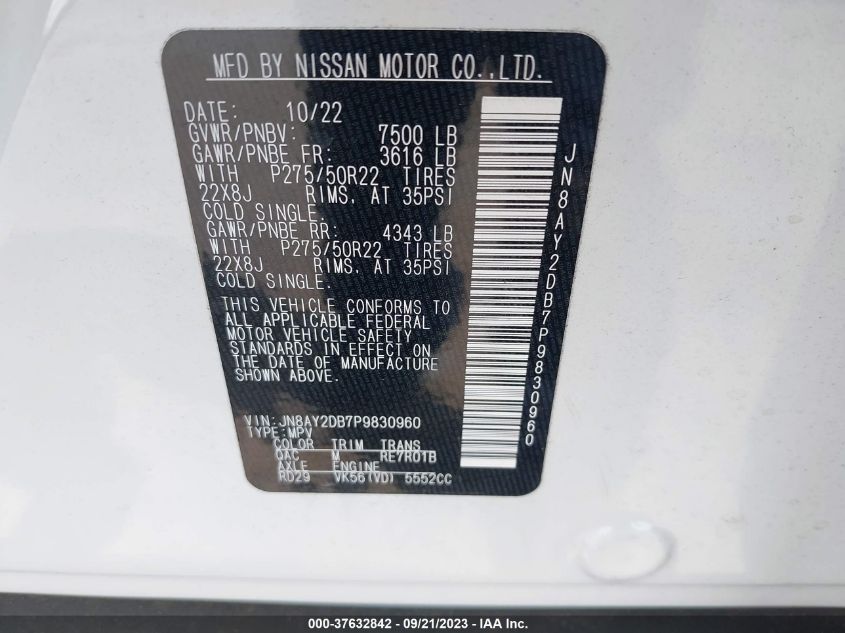 MFD BY NISSAN MOTOR CO.,LTD.
DATE: 10/22
GVWR/PNBV: 7500 LB
GAWR/PNBE FR: 3616 LB
WITH P275/50R22 TIRES
22X8J RIMS, AT 35PSI
COLD SINGLE.
GAWR/PNBE RR: 4343 LB
WITH P275/50R22 TIRES
22X8J RIMS, AT 35PSI
COLD SINGLE.
THIS VEHICLE CONFORMS TO
ALL APPLICABLE FEDERAL
MOTOR VEHICLE SAFETY
STANDARDS IN EFFECT ON
THE DATE OF MANUFACTURE
SHOWN ABOVE.
VIN:JN8AY2DB7P9830960
TYPE:MPV
COLOR TRIM TRANS
QAC M RE7R01B
AXLE ENGINE
RD29 VK56(VD) 5552CC
JN8AY2DB7P9830960
000-37632842 - 09/21/2023 - IAA Inc.